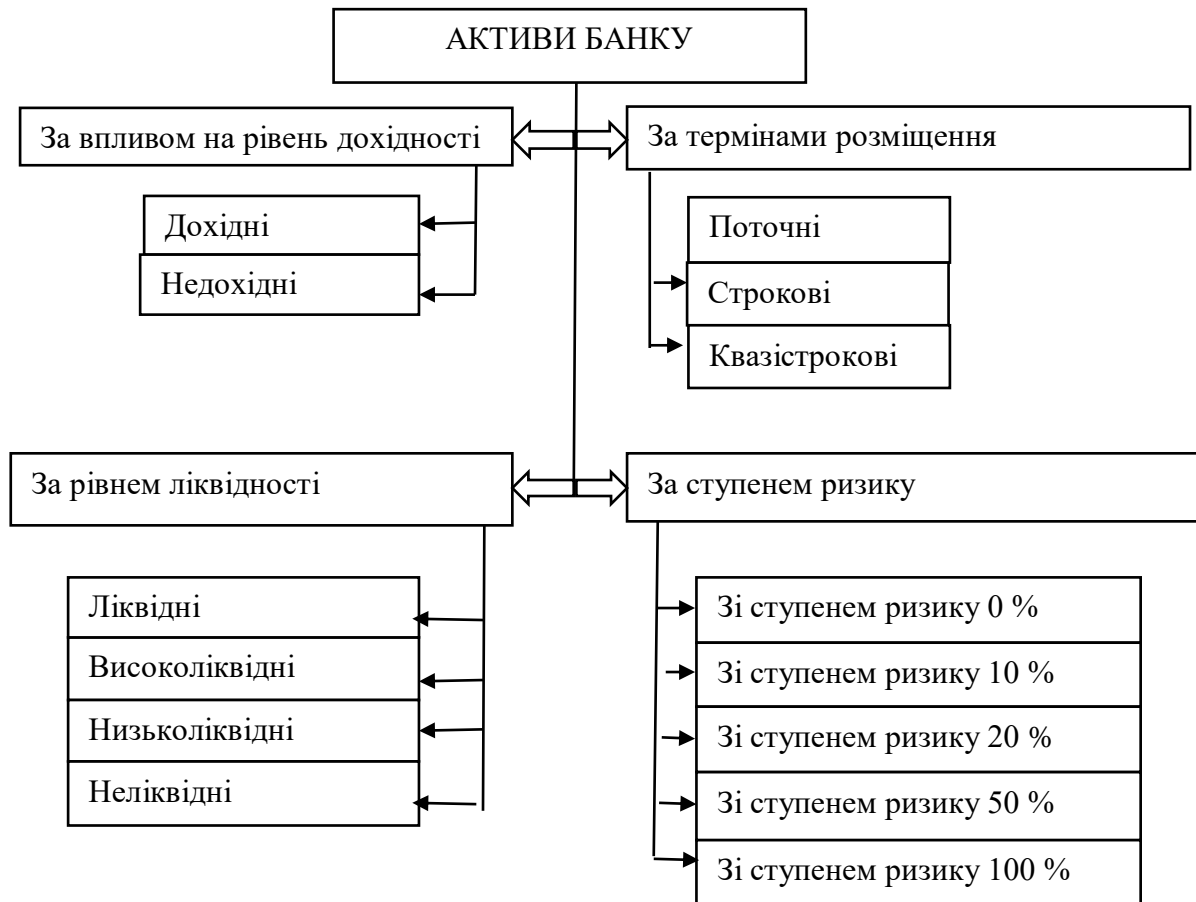 АКТИВИ БАНКУ
За впливом на рівень дохідності
За термінами розміщення
Дохідні
Недохідні
Поточні
Строкові
Квазістрокові
За рівнем ліквідності
За ступенем ризику
Ліквідні
Високоліквідні
Низьколіквідні
Неліквідні
Зі ступенем ризику 0 %
Зі ступенем ризику 10 %
Зі ступенем ризику 20 %
Зі ступенем ризику 50 %
Зі ступенем ризику 100 %